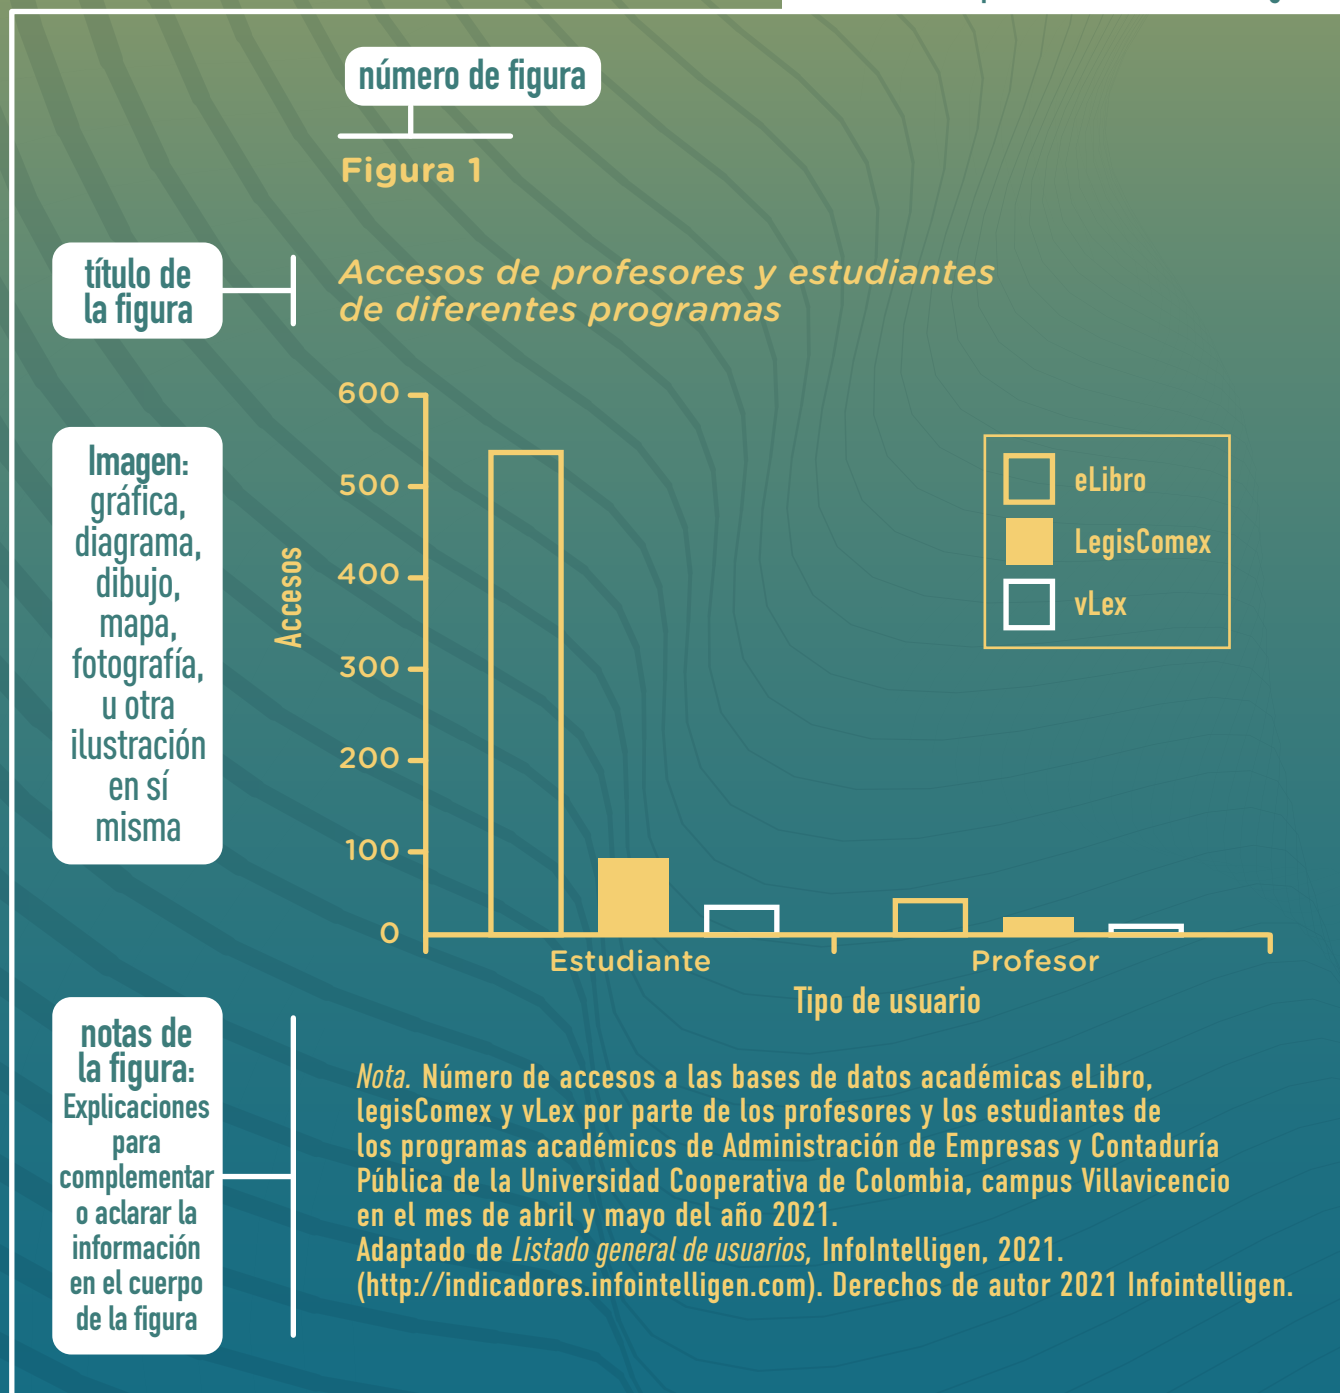 número de figura
Figura 1
título de
la figura
Accesos de profesores y estudiantes
de diferentes programas
Imagen:
gráfica,
diagrama,
dibujo,
mapa,
fotografía,
u otra
ilustración
en sí
misma
Accesos
600
500
400
300
200
100
0
eLibro
LegisComex
vLex
Estudiante
Profesor
Tipo de usuario
notas de
la figura:
Explicaciones
para
complementar
o aclarar la
información
en el cuerpo
de la figura
Nota. Número de accesos a las bases de datos académicas eLibro,
legisComex y vLex por parte de los profesores y los estudiantes de
los programas académicos de Administración de Empresas y Contaduría
Pública de la Universidad Cooperativa de Colombia, campus Villavicencio
en el mes de abril y mayo del año 2021.
Adaptado de Listado general de usuarios, InfoIntelligen, 2021.
(http://indicadores.infointelligen.com). Derechos de autor 2021 Infointelligen.